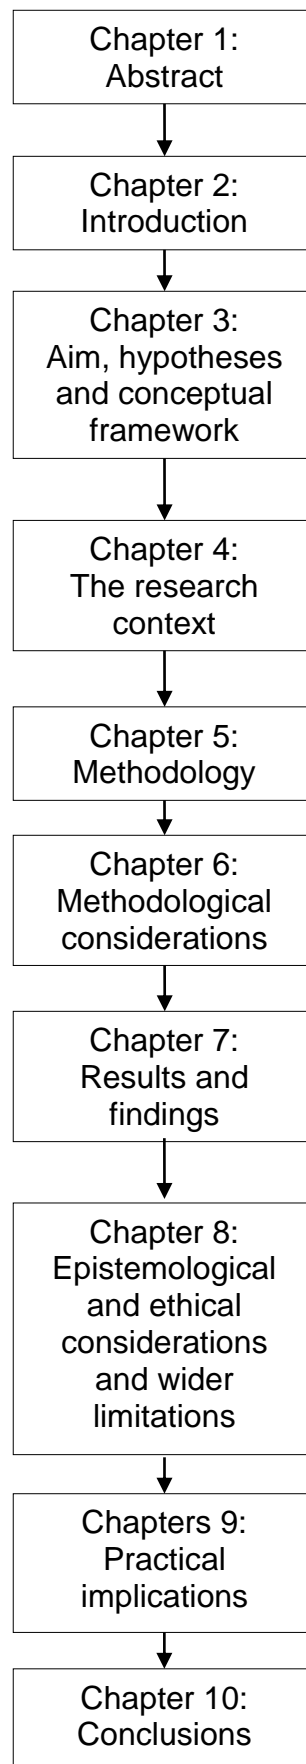 Chapter 1:
Abstract
Chapter 2:
Introduction
Chapter 3:
Aim, hypotheses
and conceptual
framework
Chapter 4:
The research
context
Chapter 5:
Methodology
Chapter 6:
Methodological
considerations
Chapter 7:
Results and
findings
Chapter 8:
Epistemological
and ethical
considerations
and wider
limitations
Chapters 9:
Practical
implications
Chapter 10:
Conclusions